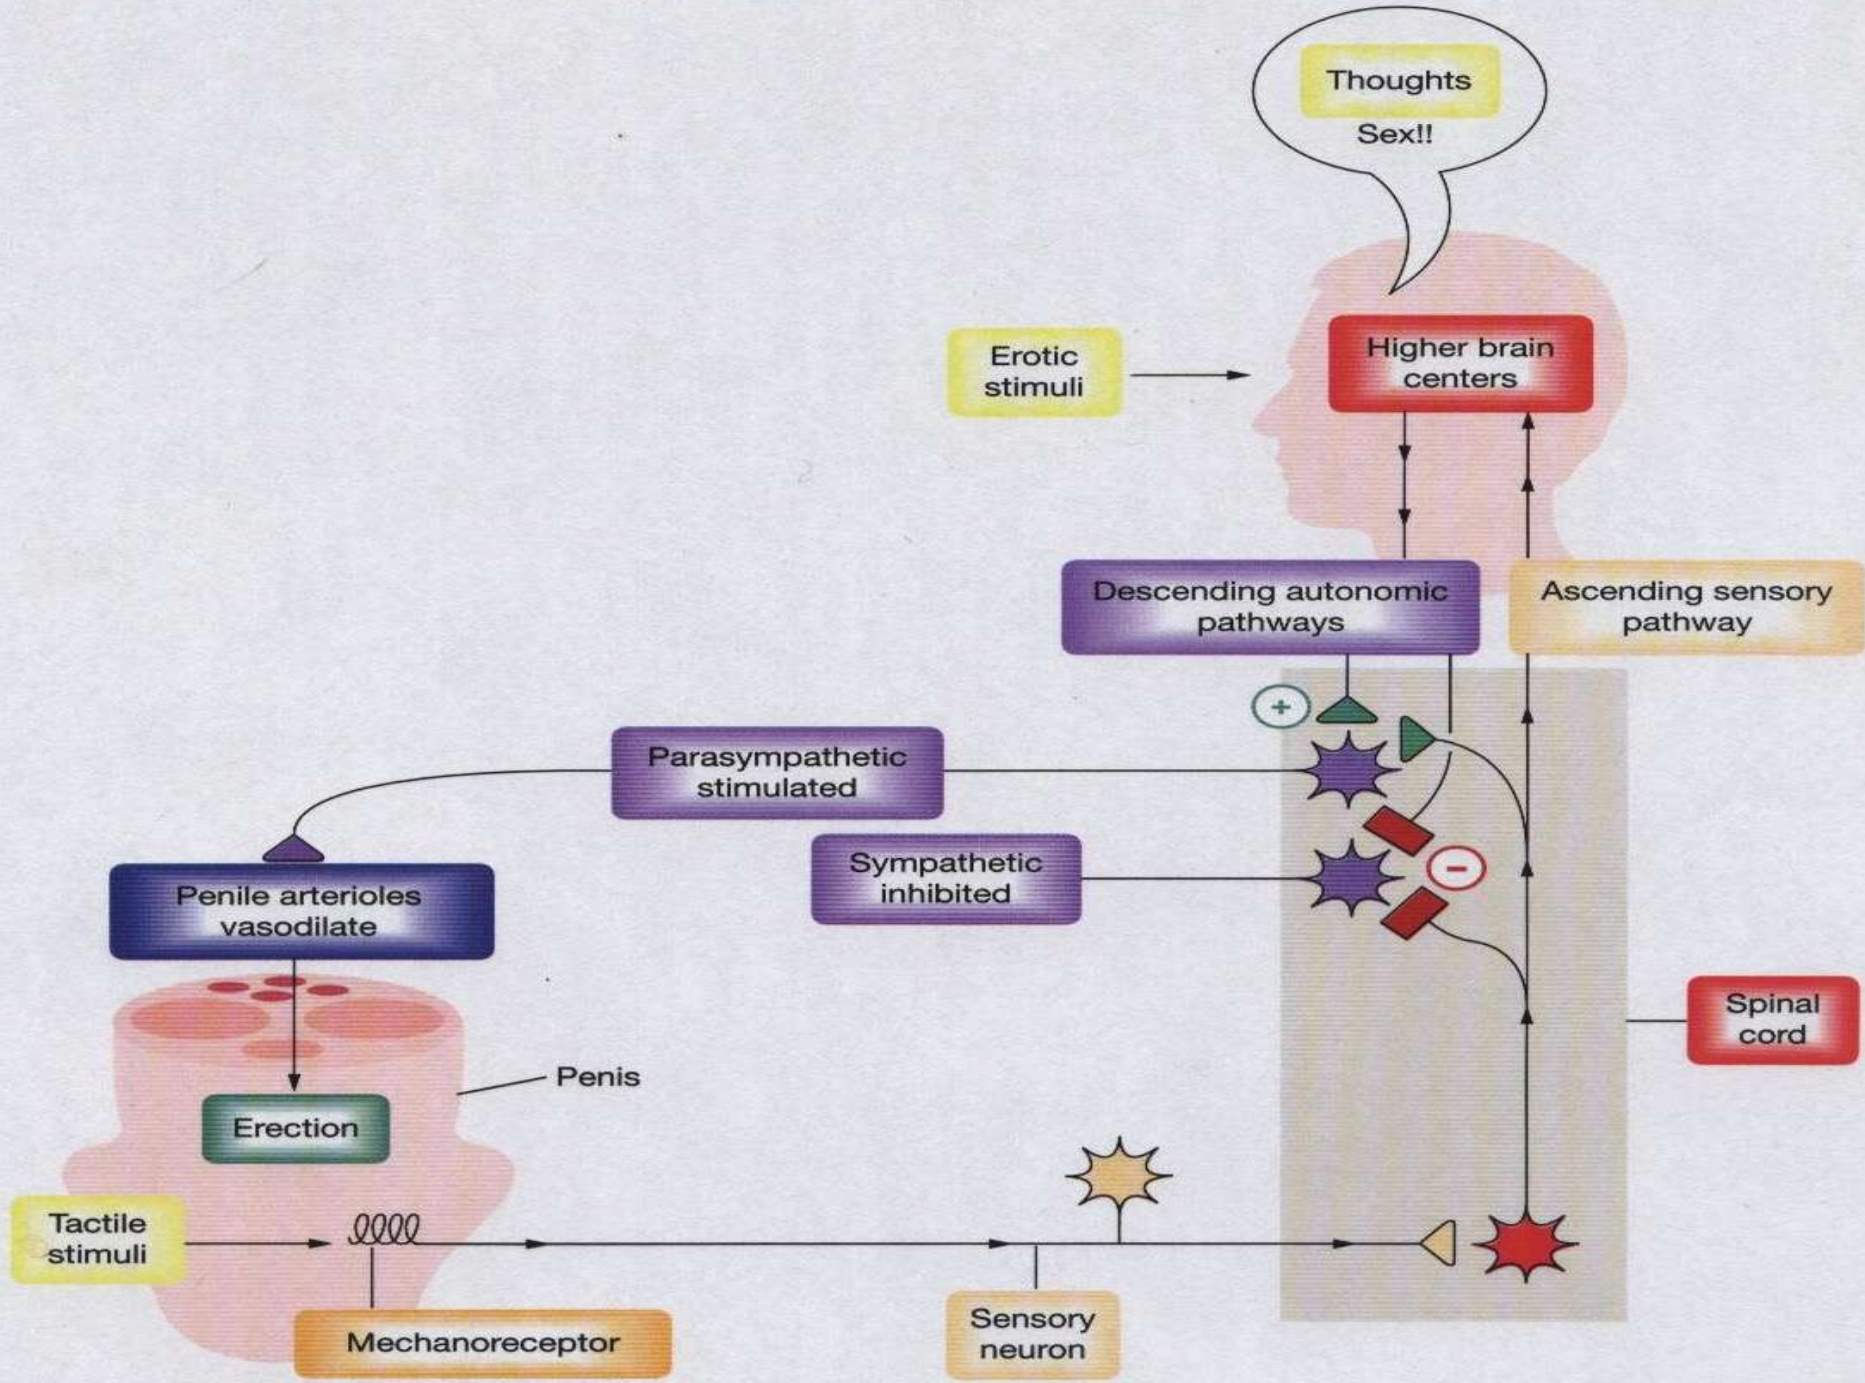 Thoughts
Sex!!
Erotic
stimuli
Higher brain
centers
Descending autonomic
pathways
Ascending sensory
pathway
+
Parasympathetic
stimulated
Sympathetic
inhibited
−
Penile arterioles
vasodilate
Spinal
cord
Penis
Erection
Tactile
stimuli
Mechanoreceptor
Sensory
neuron